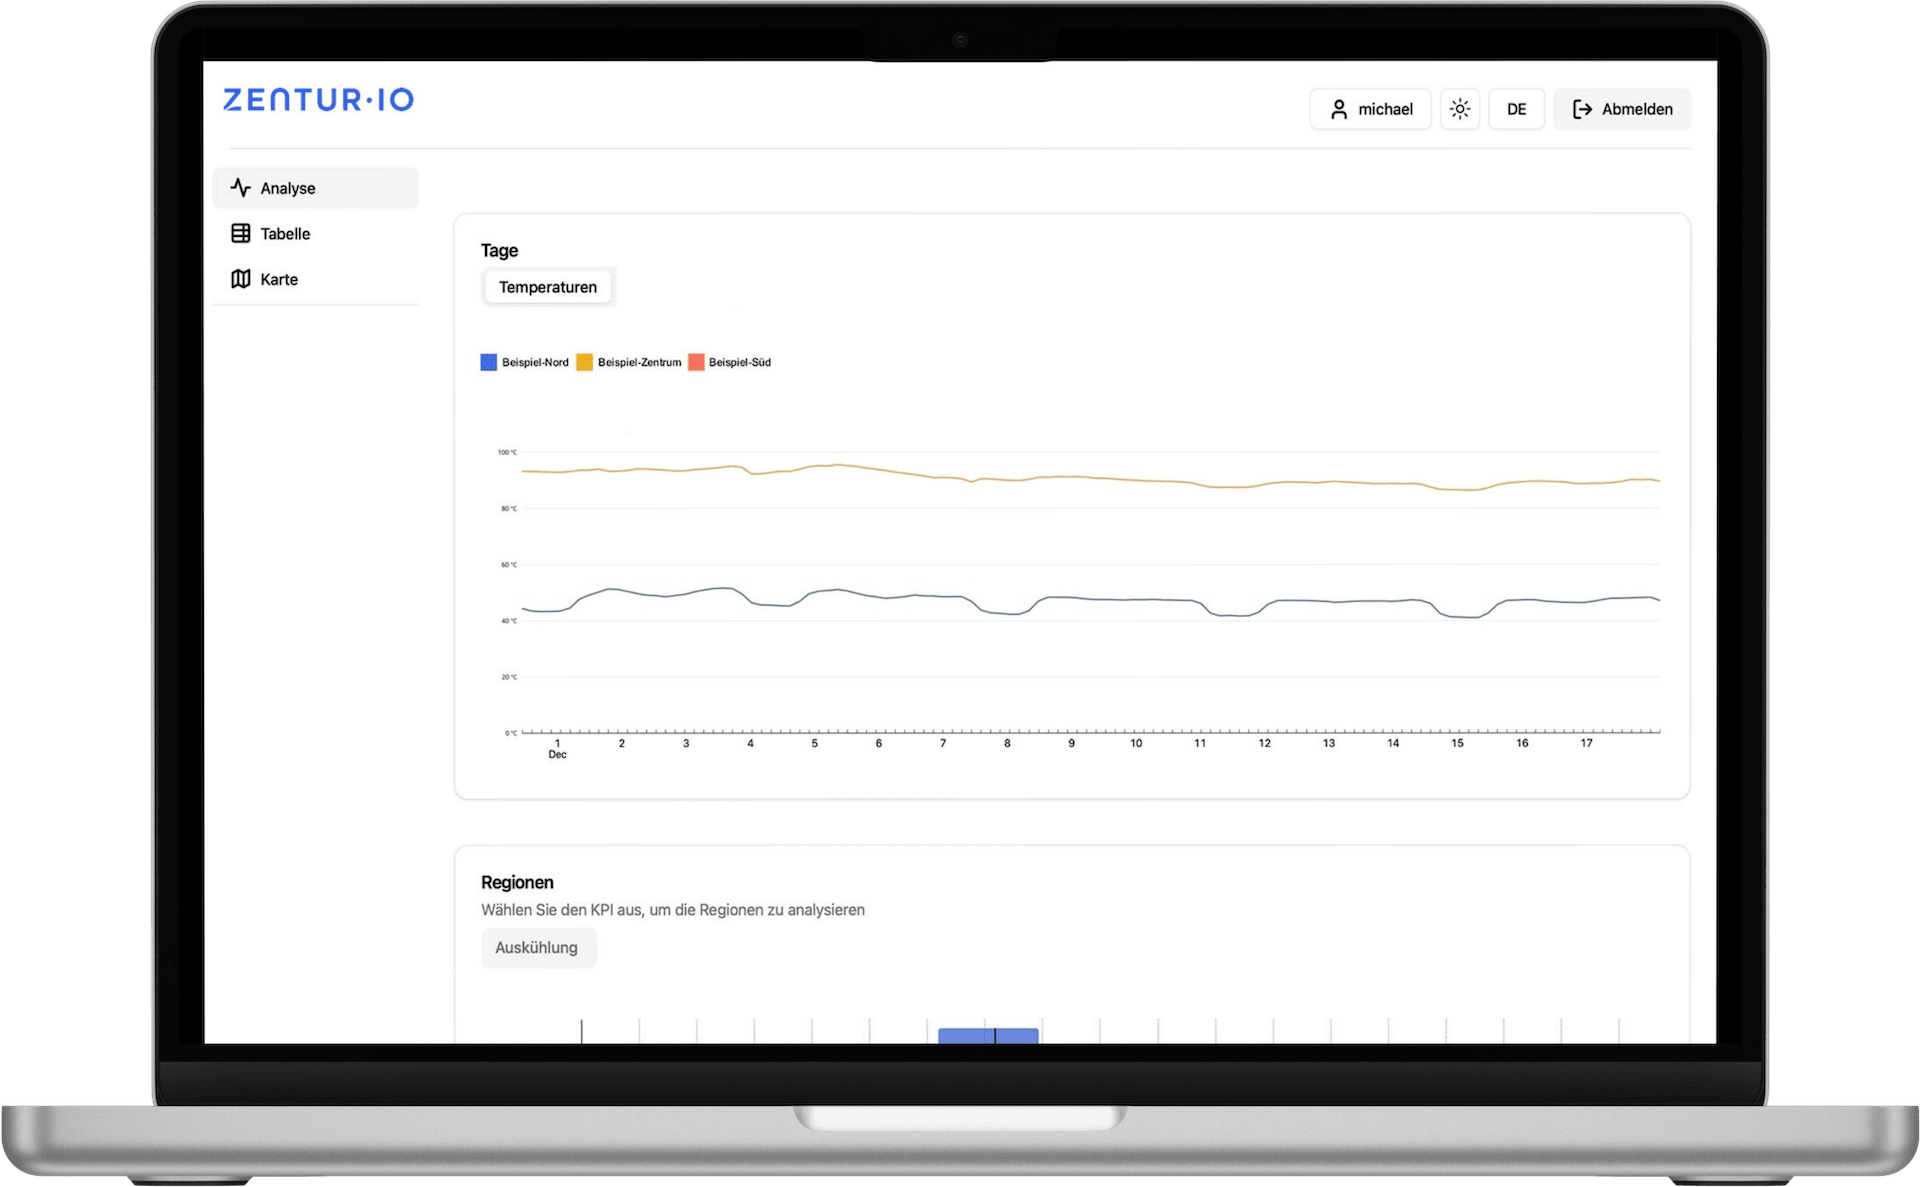 ZENTUR·IO
michael
DE
Abmelden
Analyse
Tabelle
Karte
Tage
Temperaturen
Beispiel-Nord Beispiel-Zentrum Beispiel-Süd
100 °C
80 °C
60 °C
40 °C
20 °C
0 °C
1 2 3 4 5 6 7 8 9 10 11 12 13 14 15 16 17
Dec
Regionen
Wählen Sie den KPI aus, um die Regionen zu analysieren
Auskühlung